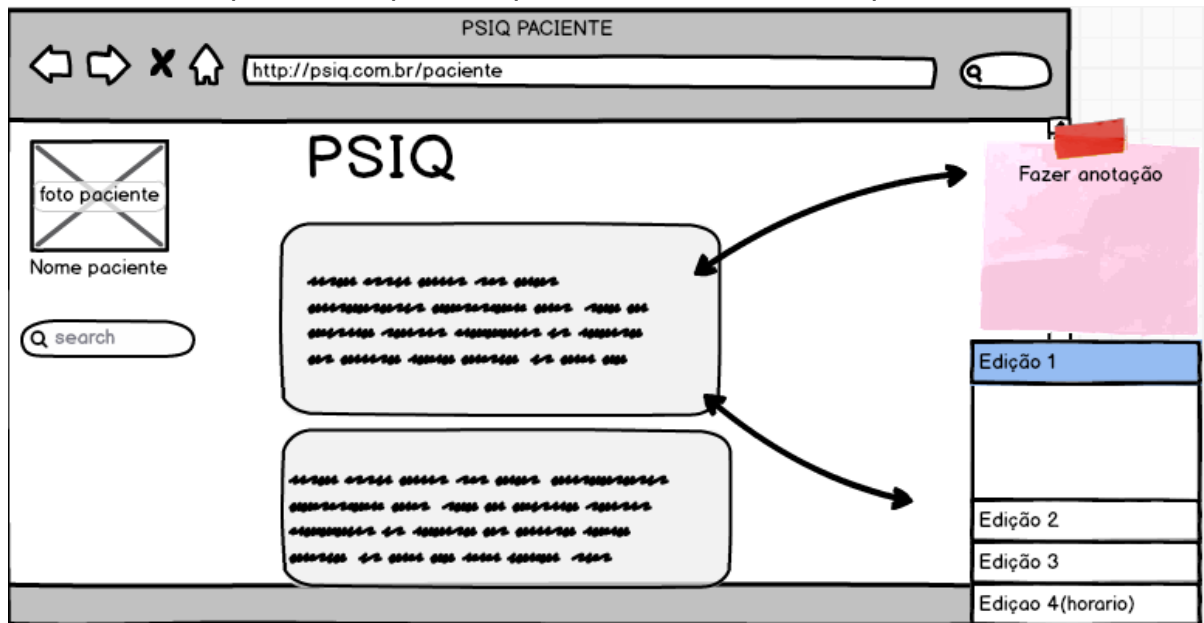 PSIQ PACIENTE
http://psiq.com.br/paciente
PSIQ
foto paciente
Nome paciente
search
Fazer anotação
Edição 1
Edição 2
Edição 3
Ediçao 4(horario)